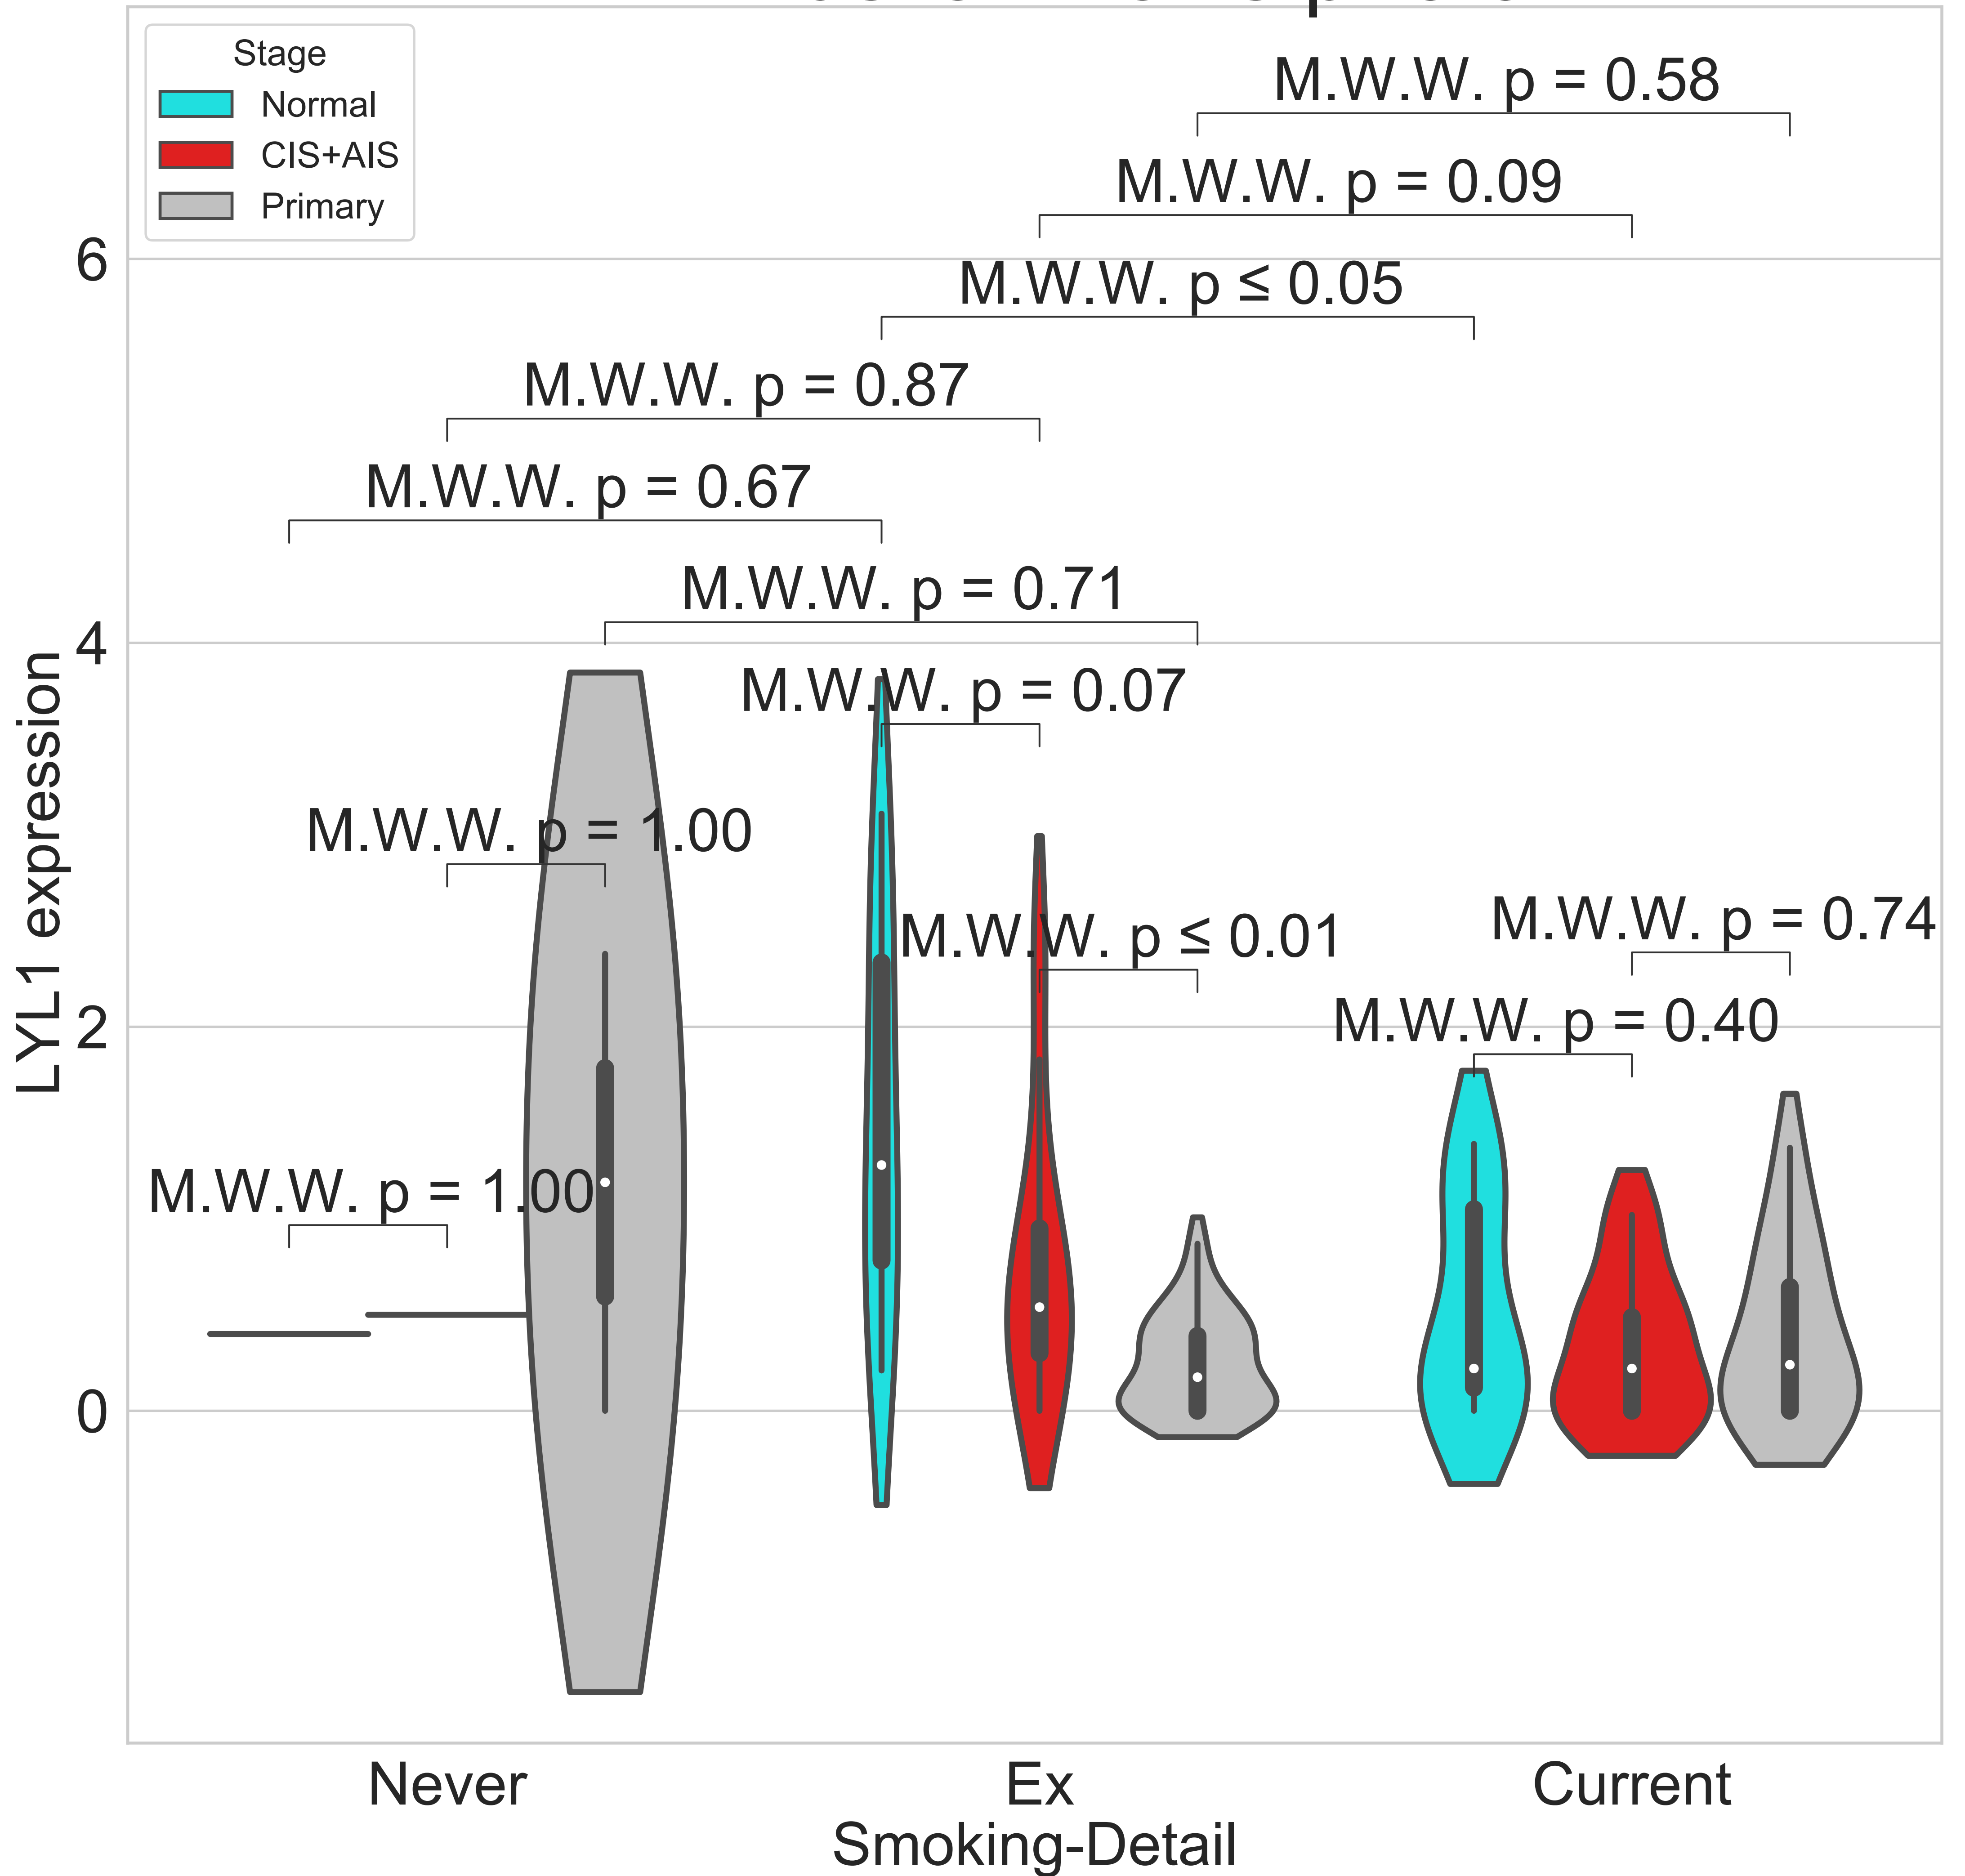 Stage
Normal
CIS+AIS
Primary
M.W.W. p = 0.58
M.W.W. p = 0.09
M.W.W. p ≤ 0.05
M.W.W. p = 0.87
M.W.W. p = 0.67
M.W.W. p = 0.71
M.W.W. p = 0.07
M.W.W. p = 1.00
M.W.W. p ≤ 0.01
M.W.W. p = 0.74
M.W.W. p = 0.40
M.W.W. p = 1.00
6
4
2
0
LYL1 expression
Never
Ex
Current
Smoking-Detail